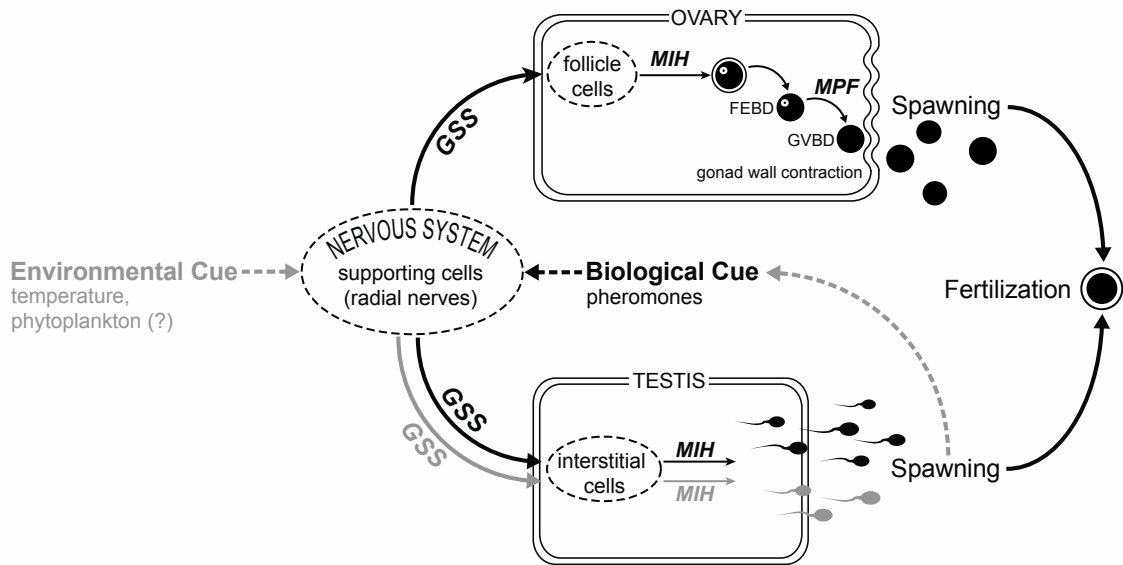 OVARY
follicle
cells
MIH
FEBD
MPF
GVBD
gonad wall contraction
Spawning
GSS
NERVOUS SYSTEM
supporting cells
(radial nerves)
Environmental Cue
temperature,
phytoplankton (?)
Biological Cue
pheromones
Fertilization
GSS
GSS
TESTIS
interstitial
cells
MIH
MIH
Spawning